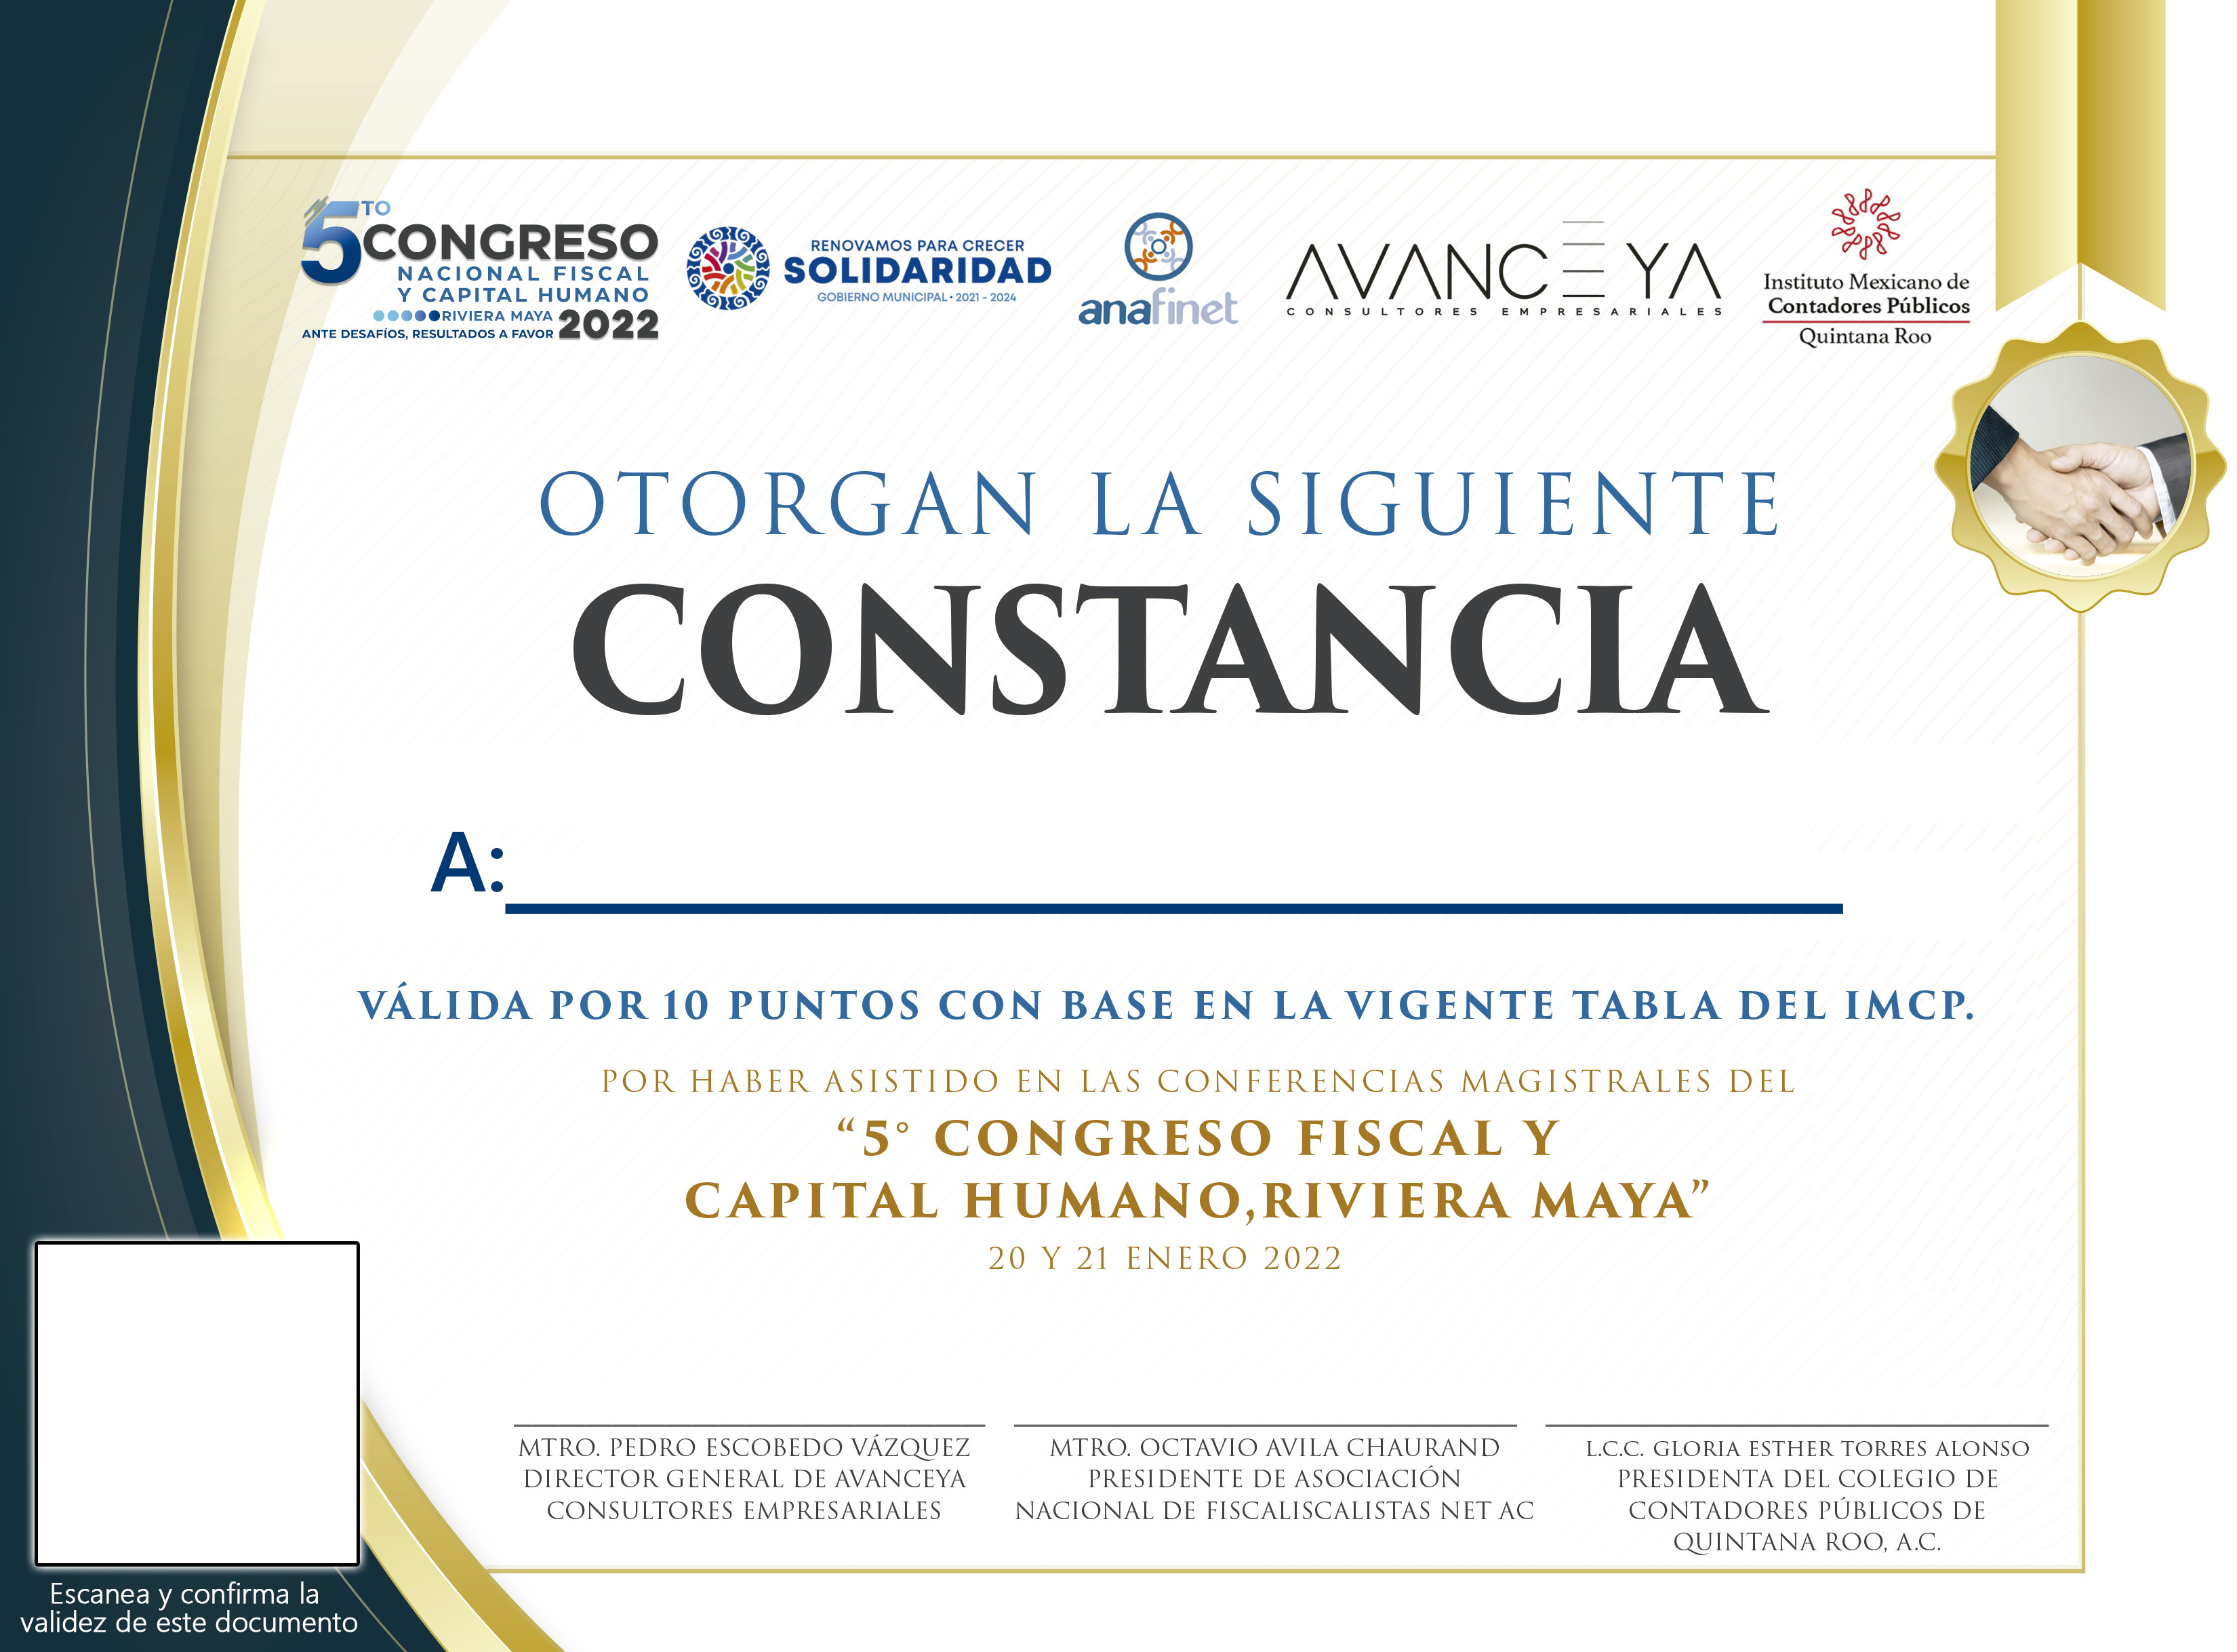 5TO
CONGRESO
NACIONAL FISCAL
Y CAPITAL HUMANO
RIVIERA MAYA 2022
ANTE DESAFÍOS, RESULTADOS A FAVOR
RENOVAMOS PARA CRECER
SOLIDARIDAD
GOBIERNO MUNICIPAL • 2021 - 2024
anafinet
AVANCEYA
CONSULTORES EMPRESARIALES
Instituto Mexicano de
Contadores Públicos
Quintana Roo
OTORGAN LA SIGUIENTE
CONSTANCIA
A:
VÁLIDA POR 10 PUNTOS CON BASE EN LA VIGENTE TABLA DEL IMCP.
POR HABER ASISTIDO EN LAS CONFERENCIAS MAGISTRALES DEL
“5° CONGRESO FISCAL Y
CAPITAL HUMANO,RIVIERA MAYA”
20 Y 21 ENERO 2022
MTRO. PEDRO ESCOBEDO VÁZQUEZ
DIRECTOR GENERAL DE AVANCEYA
CONSULTORES EMPRESARIALES
MTRO. OCTAVIO AVILA CHAURAND
PRESIDENTE DE ASOCIACIÓN
NACIONAL DE FISCALISCALISTAS NET AC
L.C.C. GLORIA ESTHER TORRES ALONSO
PRESIDENTA DEL COLEGIO DE
CONTADORES PÚBLICOS DE
QUINTANA ROO, A.C.
Escanea y confirma la
validez de este documento